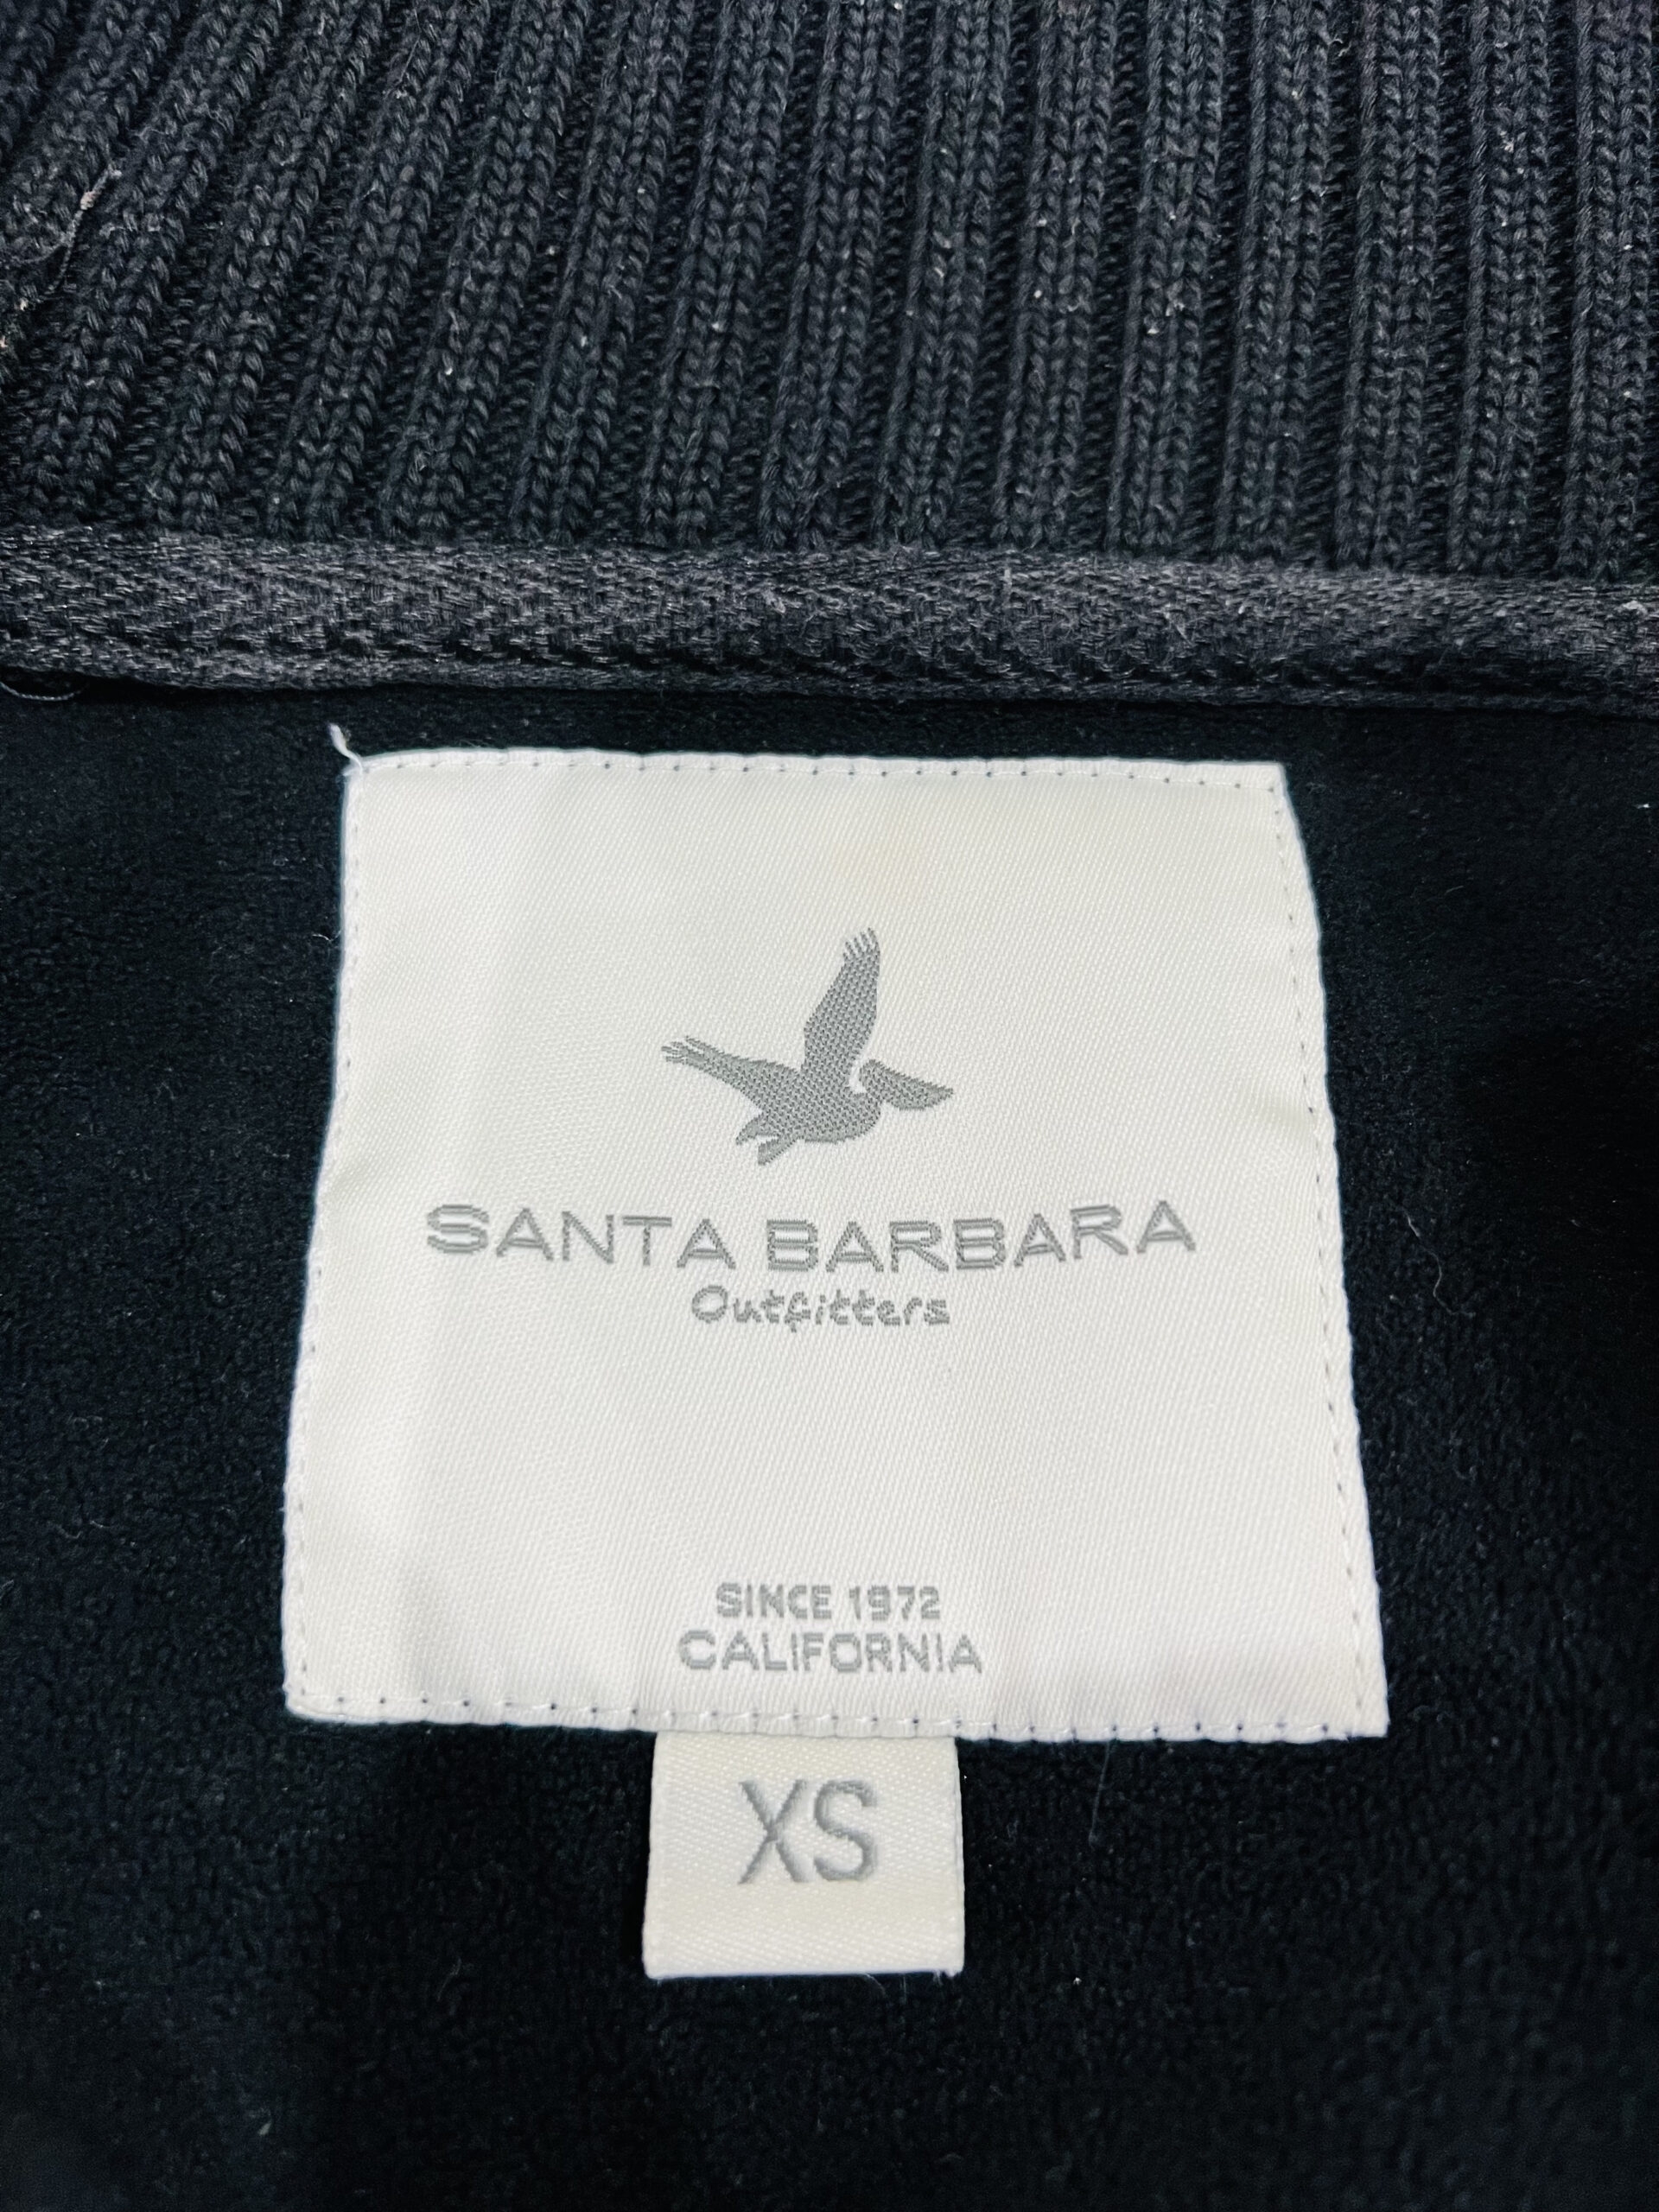 SANTA BARBARA
Outfitters
SINCE 1972
CALIFORNIA
XS